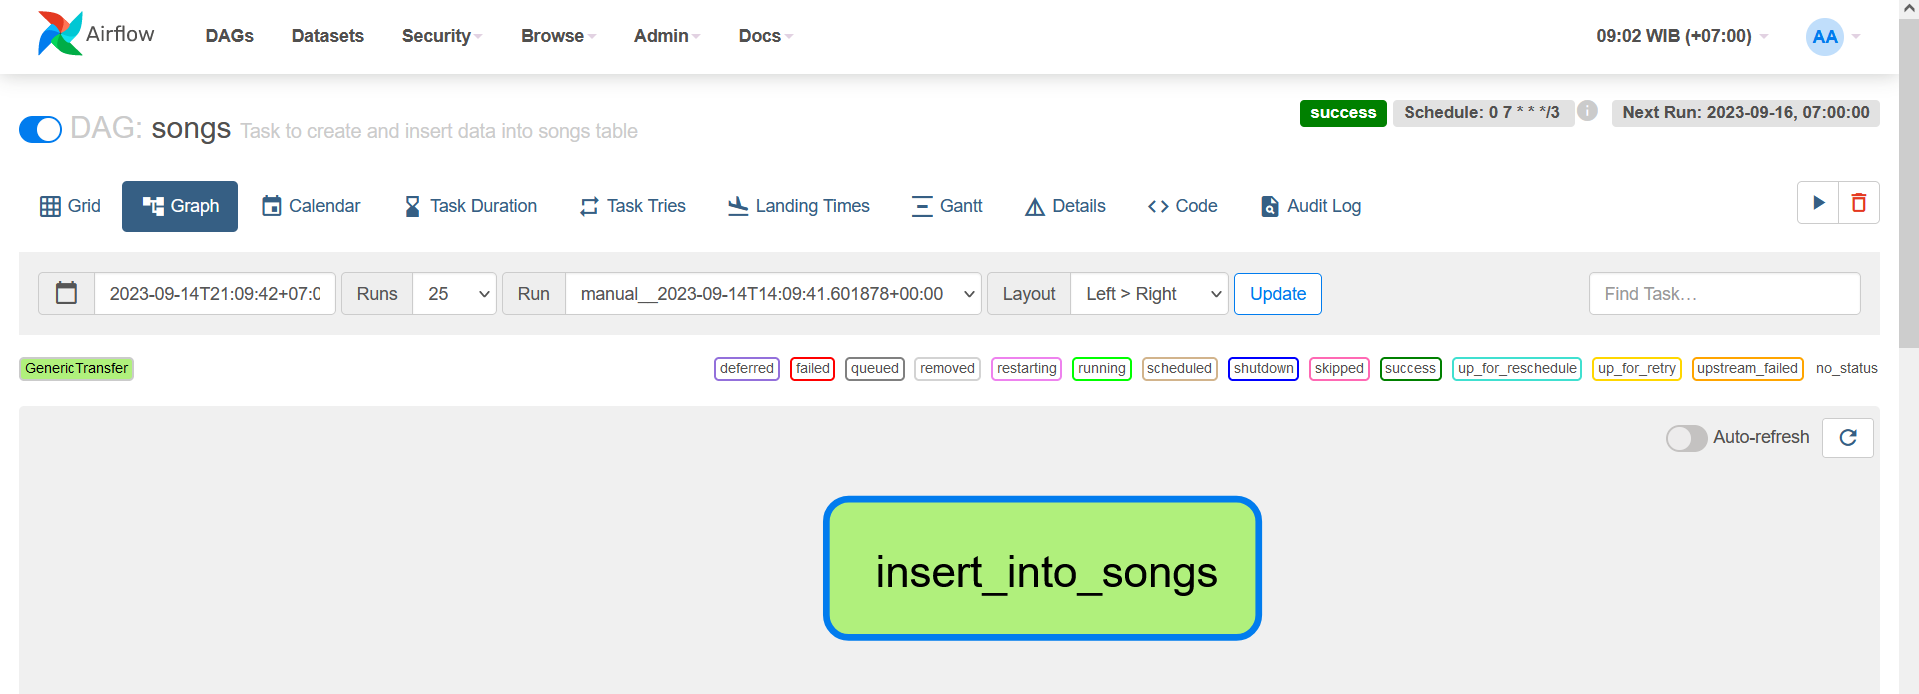 Airflow DAGs Datasets Security Browse Admin Docs 09:02 WIB (+07:00) AA
success Schedule: 0 7 * * */3 i Next Run: 2023-09-16, 07:00:00
DAG: songs Task to create and insert data into songs table
Grid Graph Calendar Task Duration Task Tries Landing Times Gantt Details Code Audit Log
2023-09-14T21:09:42+07:0 Runs 25 Run manual__2023-09-14T14:09:41.601878+00:00 Layout Left > Right Update Find Task…
GenericTransfer deferred failed queued removed restarting running scheduled shutdown skipped success up_for_reschedule up_for_retry upstream_failed no_status
Auto-refresh
insert_into_songs